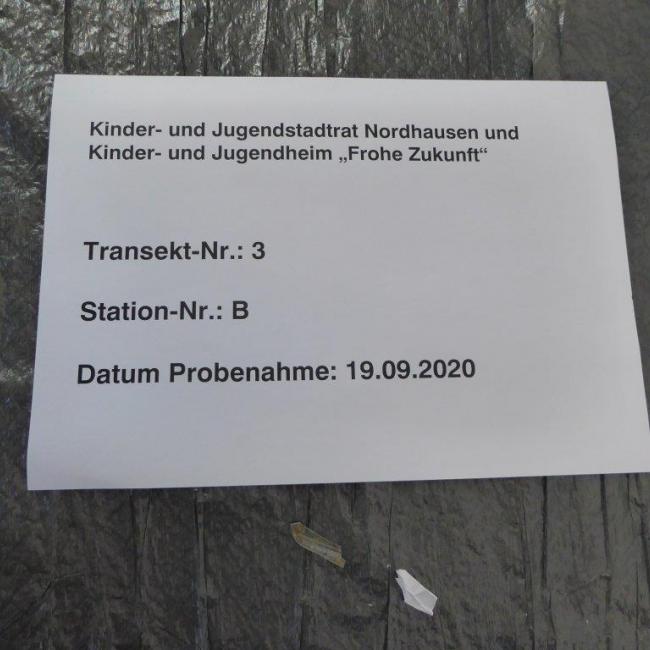 Kinder- und Jugendstadtrat Nordhausen und
Kinder- und Jugendheim „Frohe Zukunft“
Transekt-Nr.: 3
Station-Nr.: B
Datum Probenahme: 19.09.2020